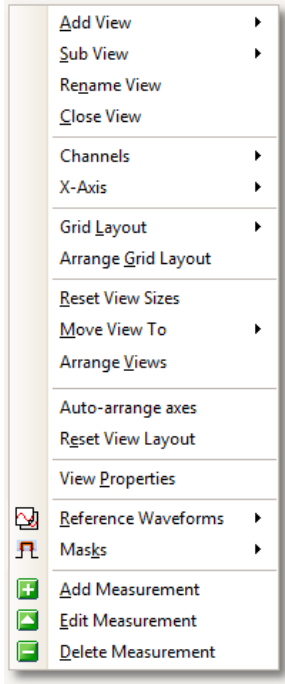 Add View
Sub View
Rename View
Close View
Channels
X-Axis
Grid Layout
Arrange Grid Layout
Reset View Sizes
Move View To
Arrange Views
Auto-arrange axes
Reset View Layout
View Properties
Reference Waveforms
Masks
Add Measurement
Edit Measurement
Delete Measurement